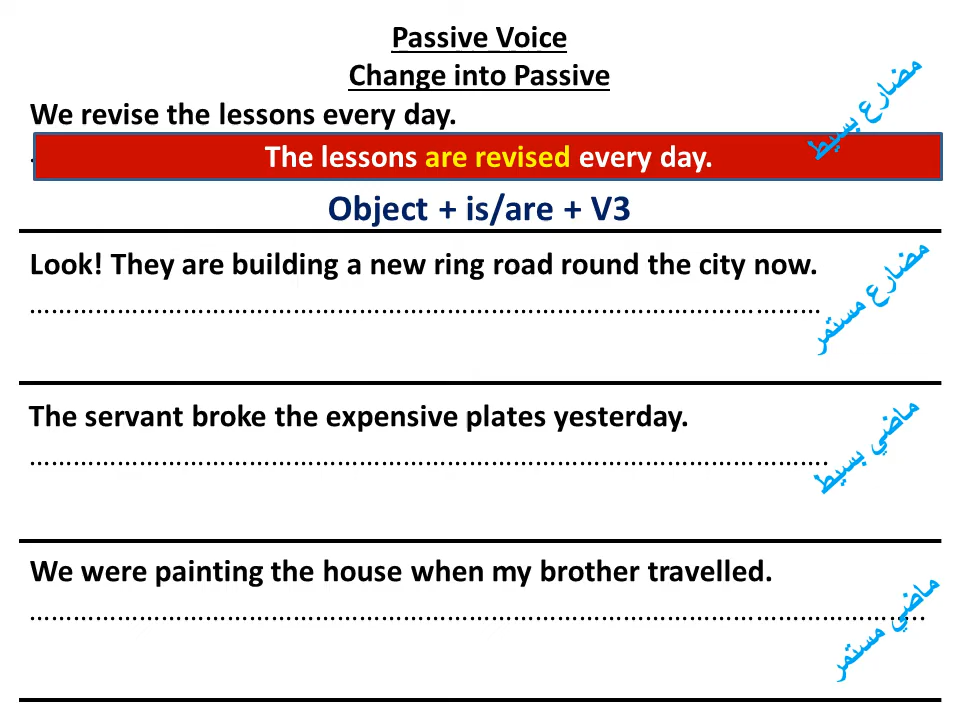 Passive Voice
Change into Passive
We revise the lessons every day.
مضارع بسيط
The lessons are revised every day.
Object + is/are + V3
Look! They are building a new ring road round the city now.
مضارع مستمر
………………………………………………………………………………………………
The servant broke the expensive plates yesterday.
ماضي بسيط
……………………………………………………………………………………………….
We were painting the house when my brother travelled.
ماضي مستمر
…………………………………………………………………………………………………………..